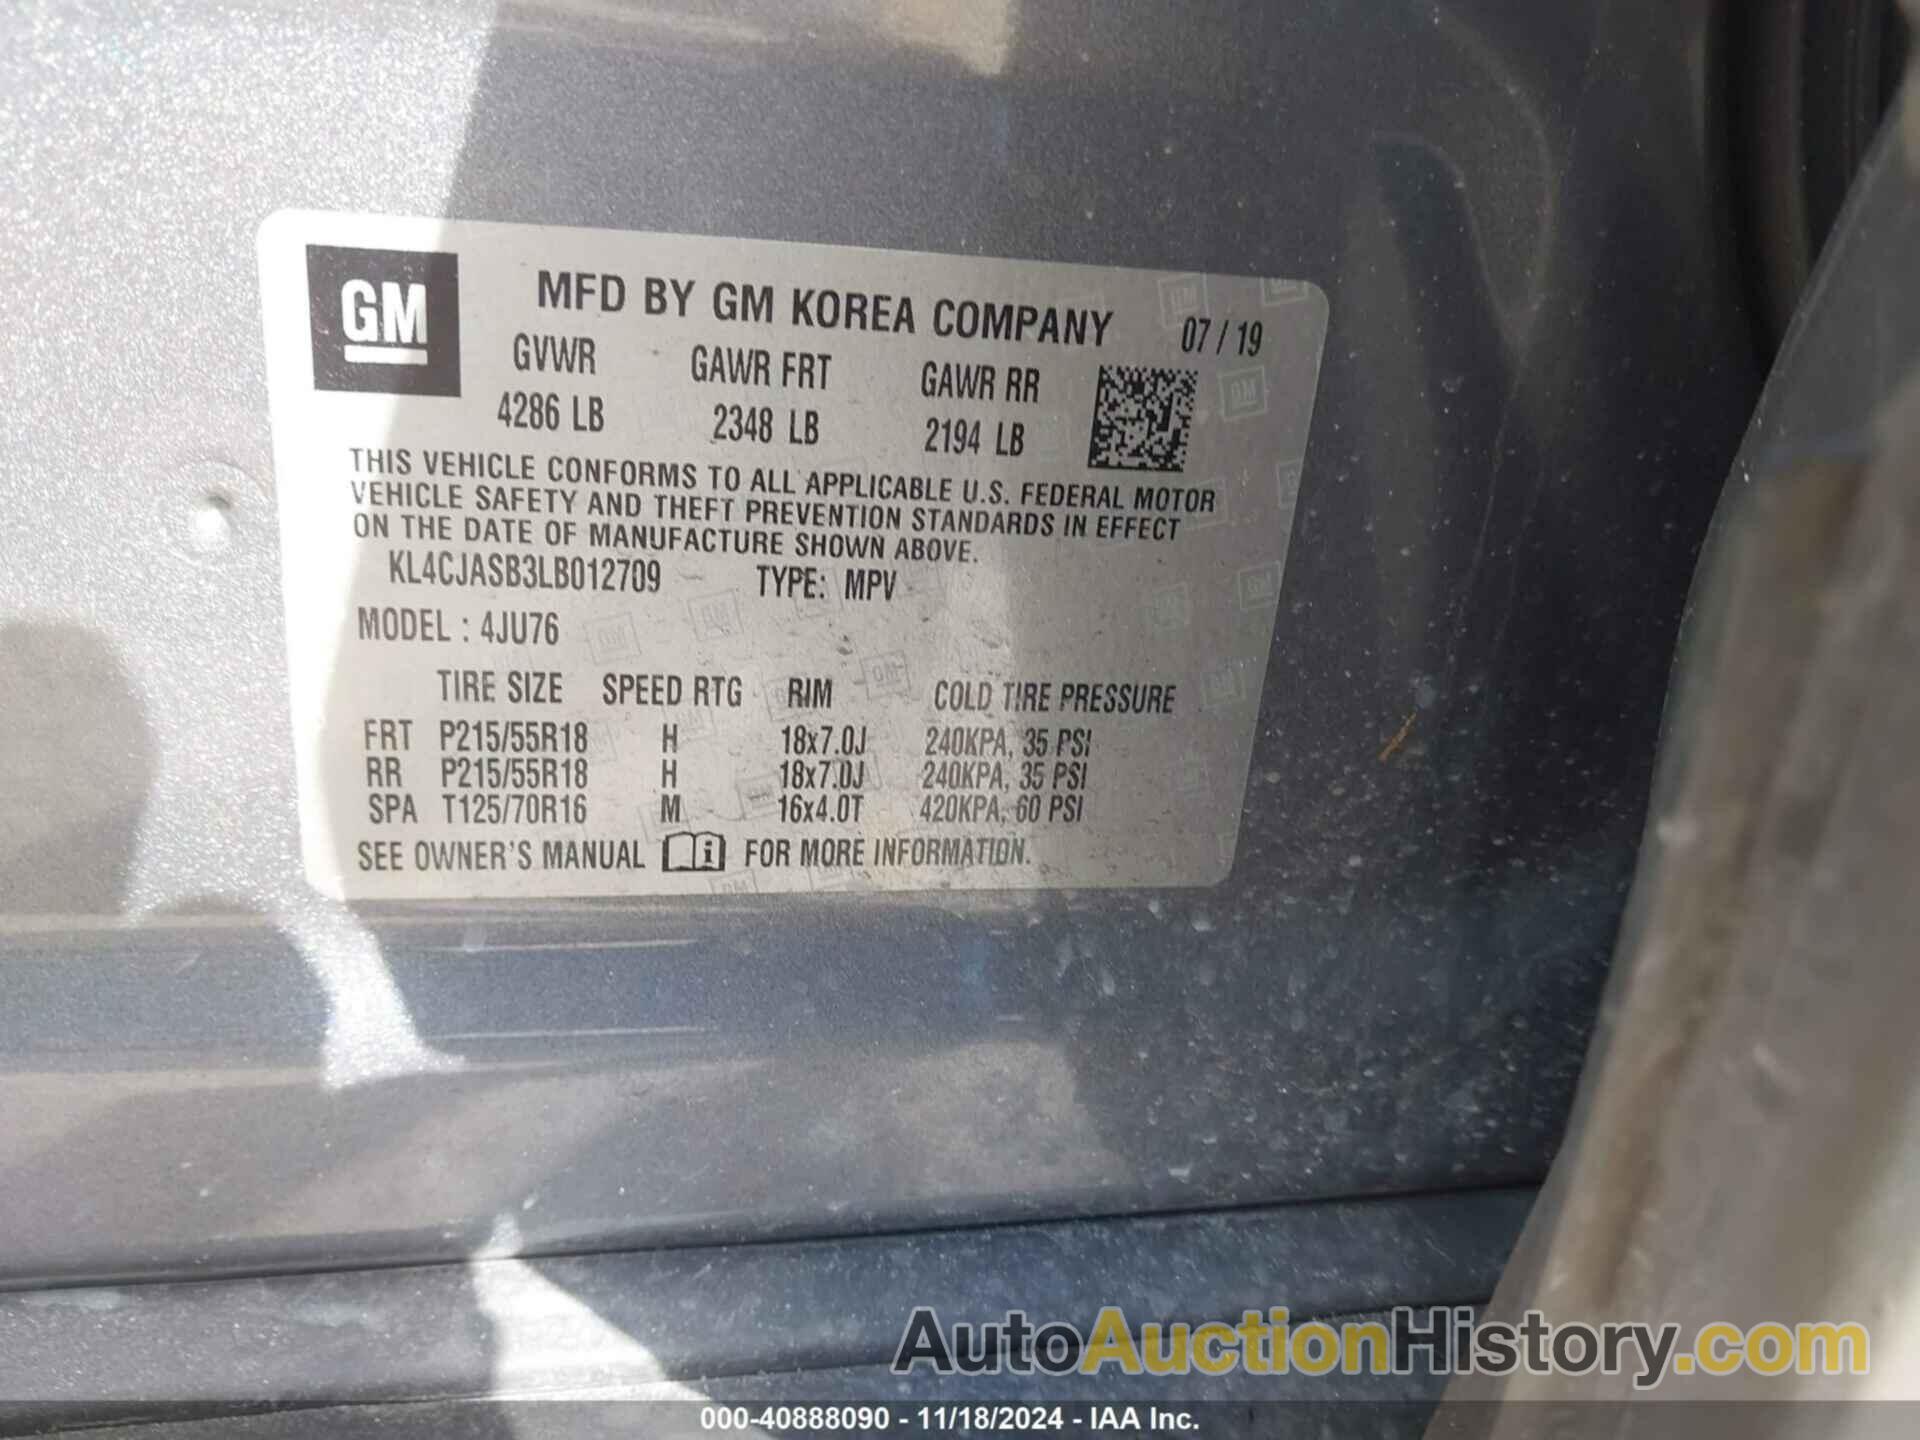 GM
MFD BY GM KOREA COMPANY 07 / 19
GVWR GAWR FRT GAWR RR
4286 LB 2348 LB 2194 LB
THIS VEHICLE CONFORMS TO ALL APPLICABLE U.S. FEDERAL MOTOR
VEHICLE SAFETY AND THEFT PREVENTION STANDARDS IN EFFECT
ON THE DATE OF MANUFACTURE SHOWN ABOVE.
KL4CJASB3LB012709 TYPE: MPV
MODEL : 4JU76
TIRE SIZE SPEED RTG RIM COLD TIRE PRESSURE
FRT P215/55R18 H 18x7.0J 240KPA, 35 PSI
RR P215/55R18 H 18x7.0J 240KPA, 35 PSI
SPA T125/70R16 M 16x4.0T 420KPA, 60 PSI
SEE OWNER'S MANUAL i FOR MORE INFORMATION.
AutoAuctionHistory.com
000-40888090 - 11/18/2024 - IAA Inc.